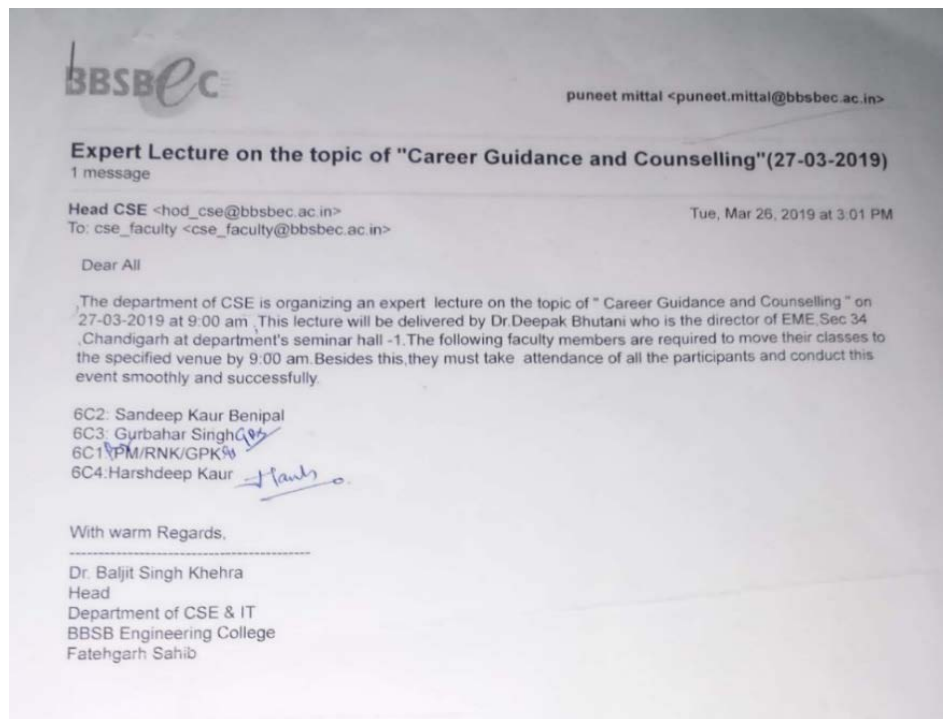 BBSBEC
puneet mittal <puneet.mittal@bbsbec.ac.in>
Expert Lecture on the topic of "Career Guidance and Counselling"(27-03-2019)
1 message
Head CSE <hod_cse@bbsbec.ac.in>
Tue, Mar 26, 2019 at 3:01 PM
To: cse_faculty <cse_faculty@bbsbec.ac.in>
Dear All
,The department of CSE is organizing an expert lecture on the topic of " Career Guidance and Counselling " on
27-03-2019 at 9:00 am ,This lecture will be delivered by Dr.Deepak Bhutani who is the director of EME,Sec 34
,Chandigarh at department's seminar hall -1.The following faculty members are required to move their classes to
the specified venue by 9:00 am.Besides this,they must take attendance of all the participants and conduct this
event smoothly and successfully.
6C2: Sandeep Kaur Benipal
6C3: Gurbahar Singh
6C1 PM/RNK/GPK
6C4:Harshdeep Kaur
With warm Regards,
-------------------------------------------
Dr. Baljit Singh Khehra
Head
Department of CSE & IT
BBSB Engineering College
Fatehgarh Sahib